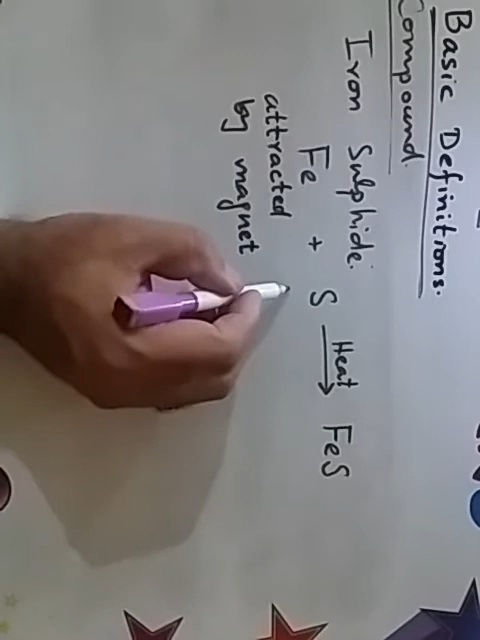 Basic Definitions.
Compound.
Iron Sulphide.
Fe + S Heat → FeS
attracted
by magnet